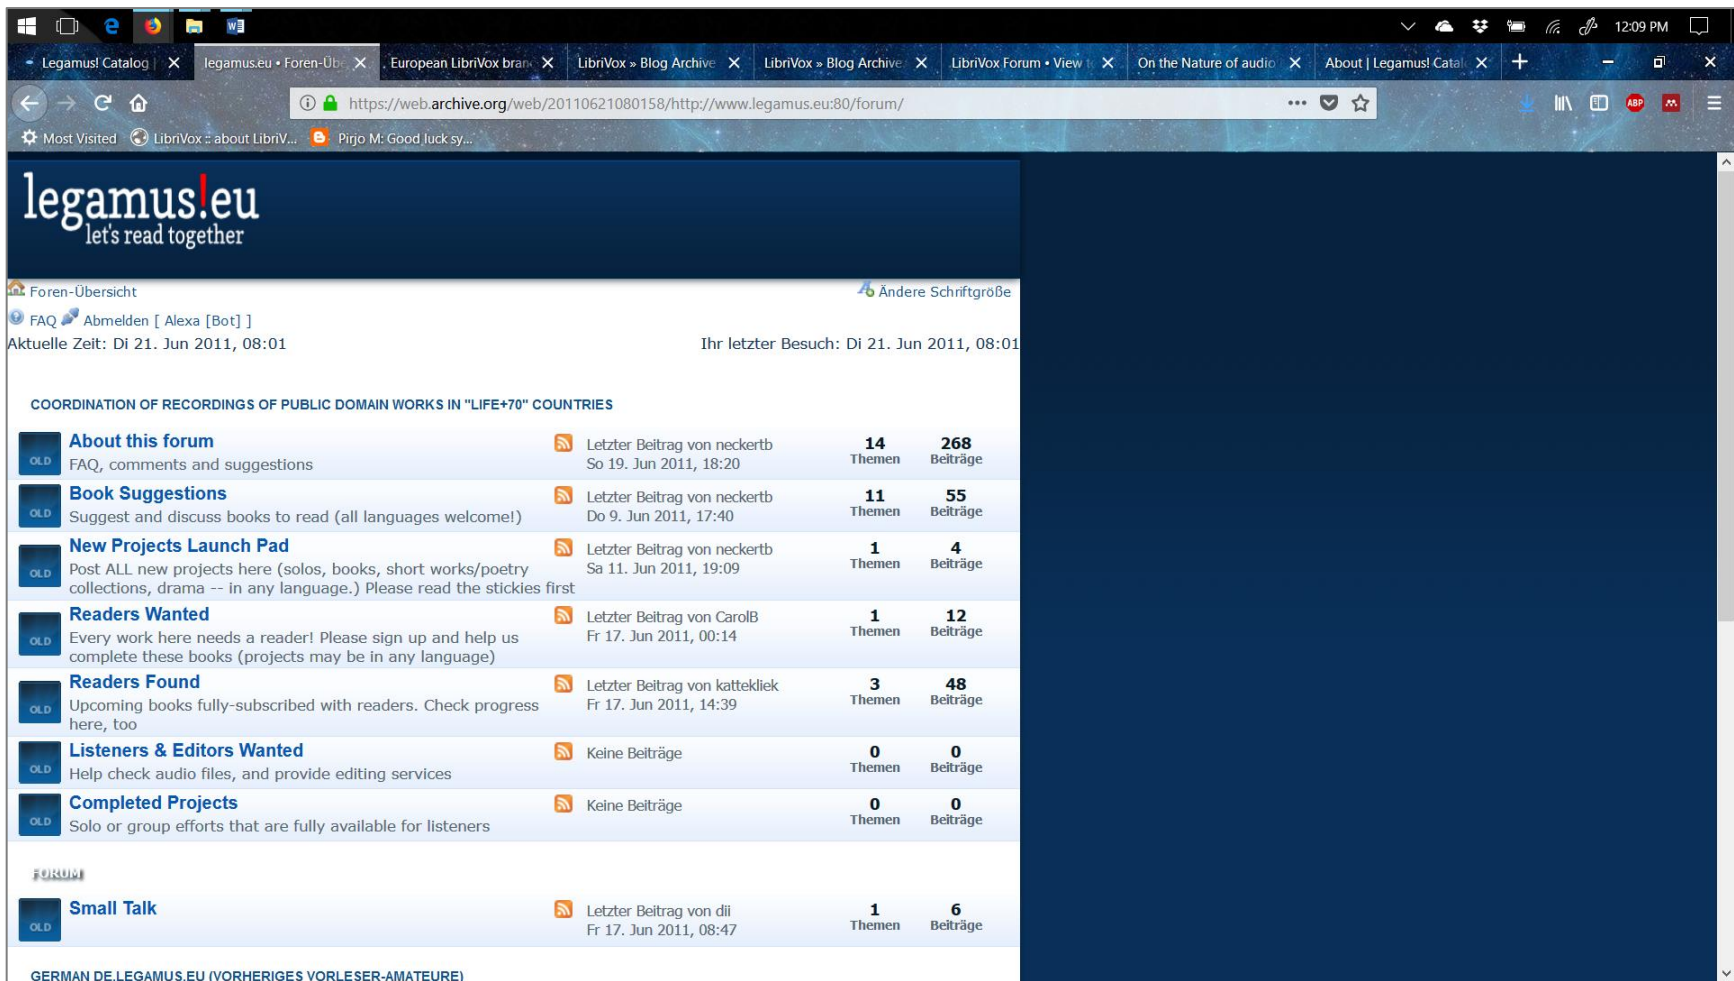 12:09 PM
Legamus! Catalog |
legamus.eu • Foren-Übe
European LibriVox bran
LibriVox » Blog Archive
LibriVox » Blog Archive
LibriVox Forum • View t
On the Nature of audio
About | Legamus! Catal
https://web.archive.org/web/20110621080158/http://www.legamus.eu:80/forum/
ABP
Most Visited
LibriVox :: about LibriV...
Pirjo M: Good luck sy...
legamus!eu
let's read together
Foren-Übersicht
Ändere Schriftgröße
FAQ Abmelden [ Alexa [Bot] ]
Aktuelle Zeit: Di 21. Jun 2011, 08:01
Ihr letzter Besuch: Di 21. Jun 2011, 08:01
COORDINATION OF RECORDINGS OF PUBLIC DOMAIN WORKS IN "LIFE+70" COUNTRIES
OLD
About this forum
FAQ, comments and suggestions
Letzter Beitrag von neckertb
So 19. Jun 2011, 18:20
14 Themen
268 Beiträge
OLD
Book Suggestions
Suggest and discuss books to read (all languages welcome!)
Letzter Beitrag von neckertb
Do 9. Jun 2011, 17:40
11 Themen
55 Beiträge
OLD
New Projects Launch Pad
Post ALL new projects here (solos, books, short works/poetry
collections, drama -- in any language.) Please read the stickies first
Letzter Beitrag von neckertb
Sa 11. Jun 2011, 19:09
1 Themen
4 Beiträge
OLD
Readers Wanted
Every work here needs a reader! Please sign up and help us
complete these books (projects may be in any language)
Letzter Beitrag von CarolB
Fr 17. Jun 2011, 00:14
1 Themen
12 Beiträge
OLD
Readers Found
Upcoming books fully-subscribed with readers. Check progress
here, too
Letzter Beitrag von kattekliek
Fr 17. Jun 2011, 14:39
3 Themen
48 Beiträge
OLD
Listeners & Editors Wanted
Help check audio files, and provide editing services
Keine Beiträge
0 Themen
0 Beiträge
OLD
Completed Projects
Solo or group efforts that are fully available for listeners
Keine Beiträge
0 Themen
0 Beiträge
FORUM
OLD
Small Talk
Letzter Beitrag von dii
Fr 17. Jun 2011, 08:47
1 Themen
6 Beiträge
GERMAN DE.LEGAMUS.EU (VORHERIGES VORLESER-AMATEURE)